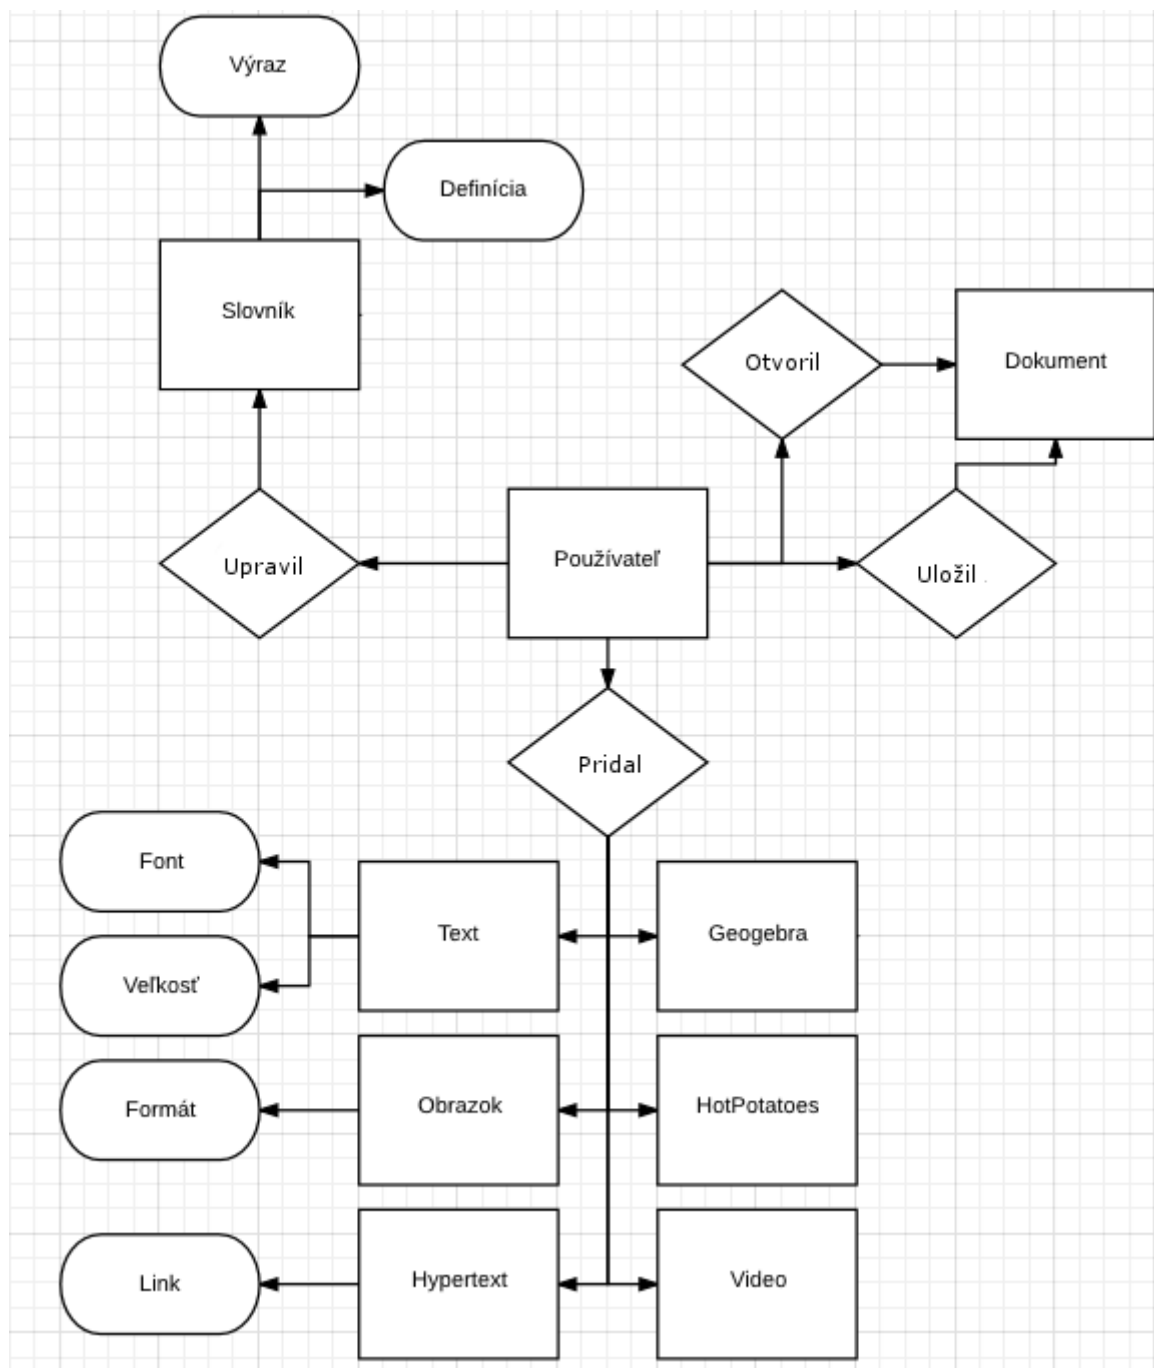 Výraz
Definícia
Slovník
Otvoril
Dokument
Upravil
Používateľ
Uložil
Pridal
Font
Text
Geogebra
Veľkosť
Formát
Obrazok
HotPotatoes
Link
Hypertext
Video